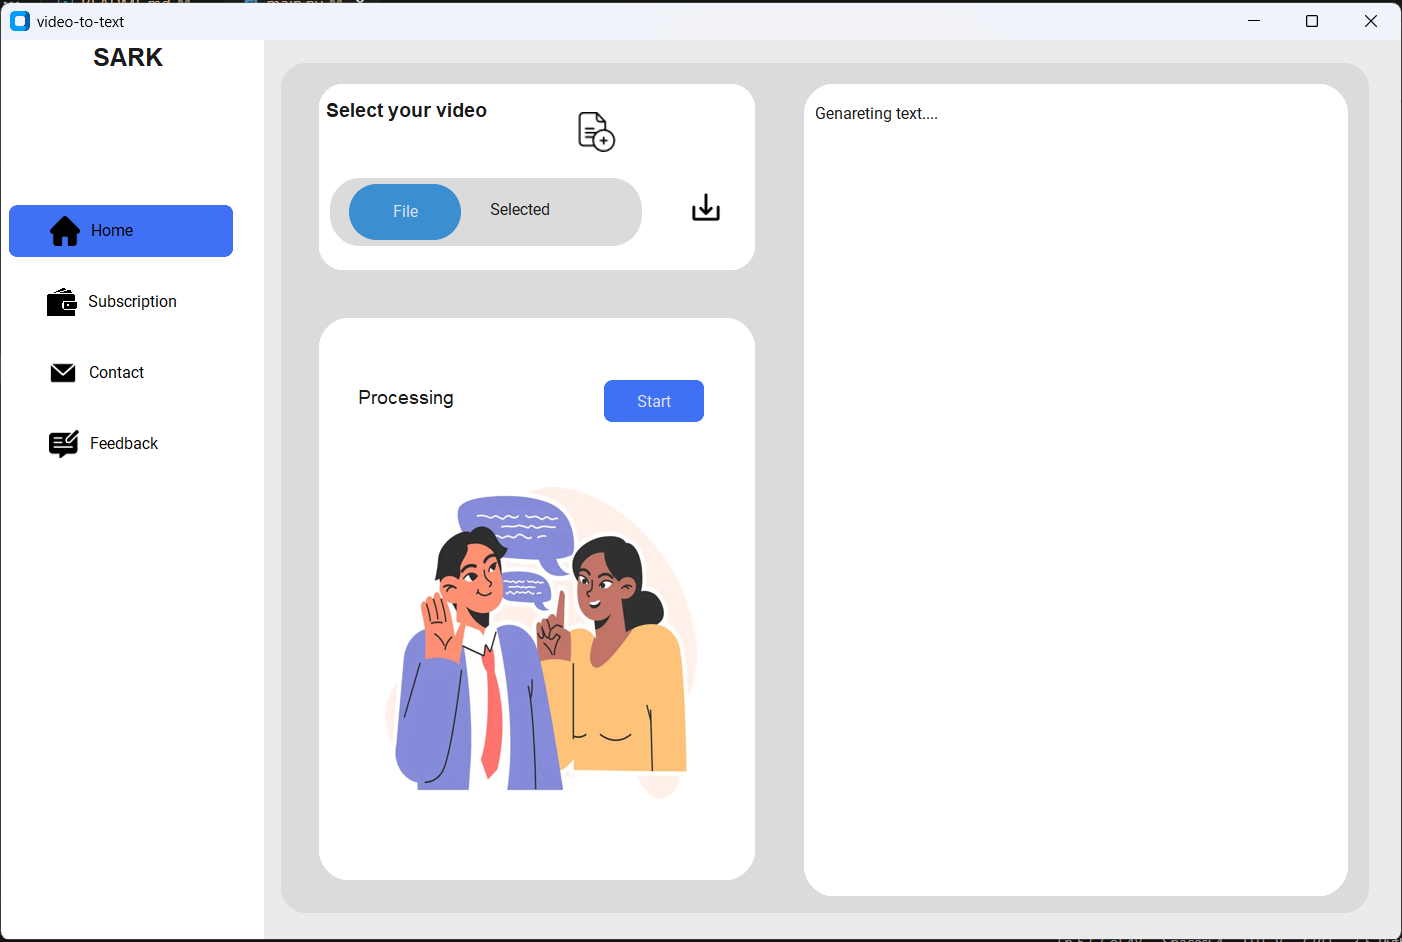 video-to-text
SARK
Home
Subscription
Contact
Feedback
Select your video
File
Selected
Processing
Start
Genareting text....